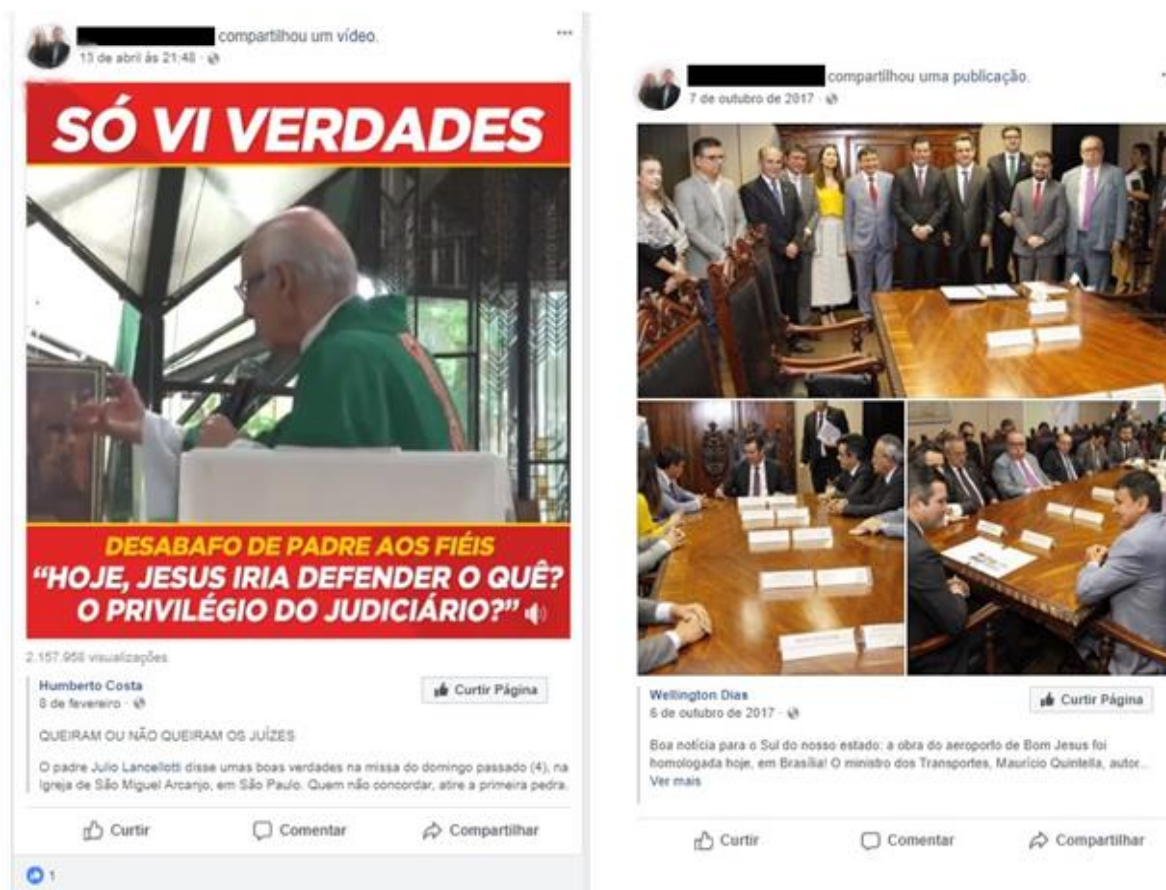 compartilhou um vídeo.
13 de abril às 21:48
SÓ VI VERDADES
DESABAFO DE PADRE AOS FIÉIS
“HOJE, JESUS IRIA DEFENDER O QUÊ?
O PRIVILÉGIO DO JUDICIÁRIO?”
2.157.958 visualizações
Humberto Costa
8 de fevereiro
Curtir Página
QUEIRAM OU NÃO QUEIRAM OS JUÍZES
O padre Julio Lancellotti disse umas boas verdades na missa do domingo passado (4), na
Igreja de São Miguel Arcanjo, em São Paulo. Quem não concordar, atire a primeira pedra.
Curtir Comentar Compartilhar
1
compartilhou uma publicação.
7 de outubro de 2017
Wellington Dias
6 de outubro de 2017
Curtir Página
Boa notícia para o Sul do nosso estado: a obra do aeroporto de Bom Jesus foi
homologada hoje, em Brasília! O ministro dos Transportes, Maurício Quintella, autor...
Ver mais
Curtir Comentar Compartilhar